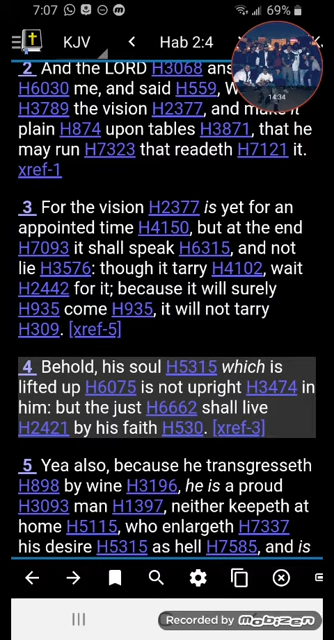 7:07 69%
KJV Hab 2:4
2 And the LORD H3068 ans
H6030 me, and said H559, W
H3789 the vision H2377, and make it
plain H874 upon tables H3871, that he
may run H7323 that readeth H7121 it.
xref-1
14:34
3 For the vision H2377 is yet for an
appointed time H4150, but at the end
H7093 it shall speak H6315, and not
lie H3576: though it tarry H4102, wait
H2442 for it; because it will surely
H935 come H935, it will not tarry
H309. [xref-5]
4 Behold, his soul H5315 which is
lifted up H6075 is not upright H3474 in
him: but the just H6662 shall live
H2421 by his faith H530. [xref-3]
5 Yea also, because he transgresseth
H898 by wine H3196, he is a proud
H3093 man H1397, neither keepeth at
home H5115, who enlargeth H7337
his desire H5315 as hell H7585, and is
Recorded by mobizen